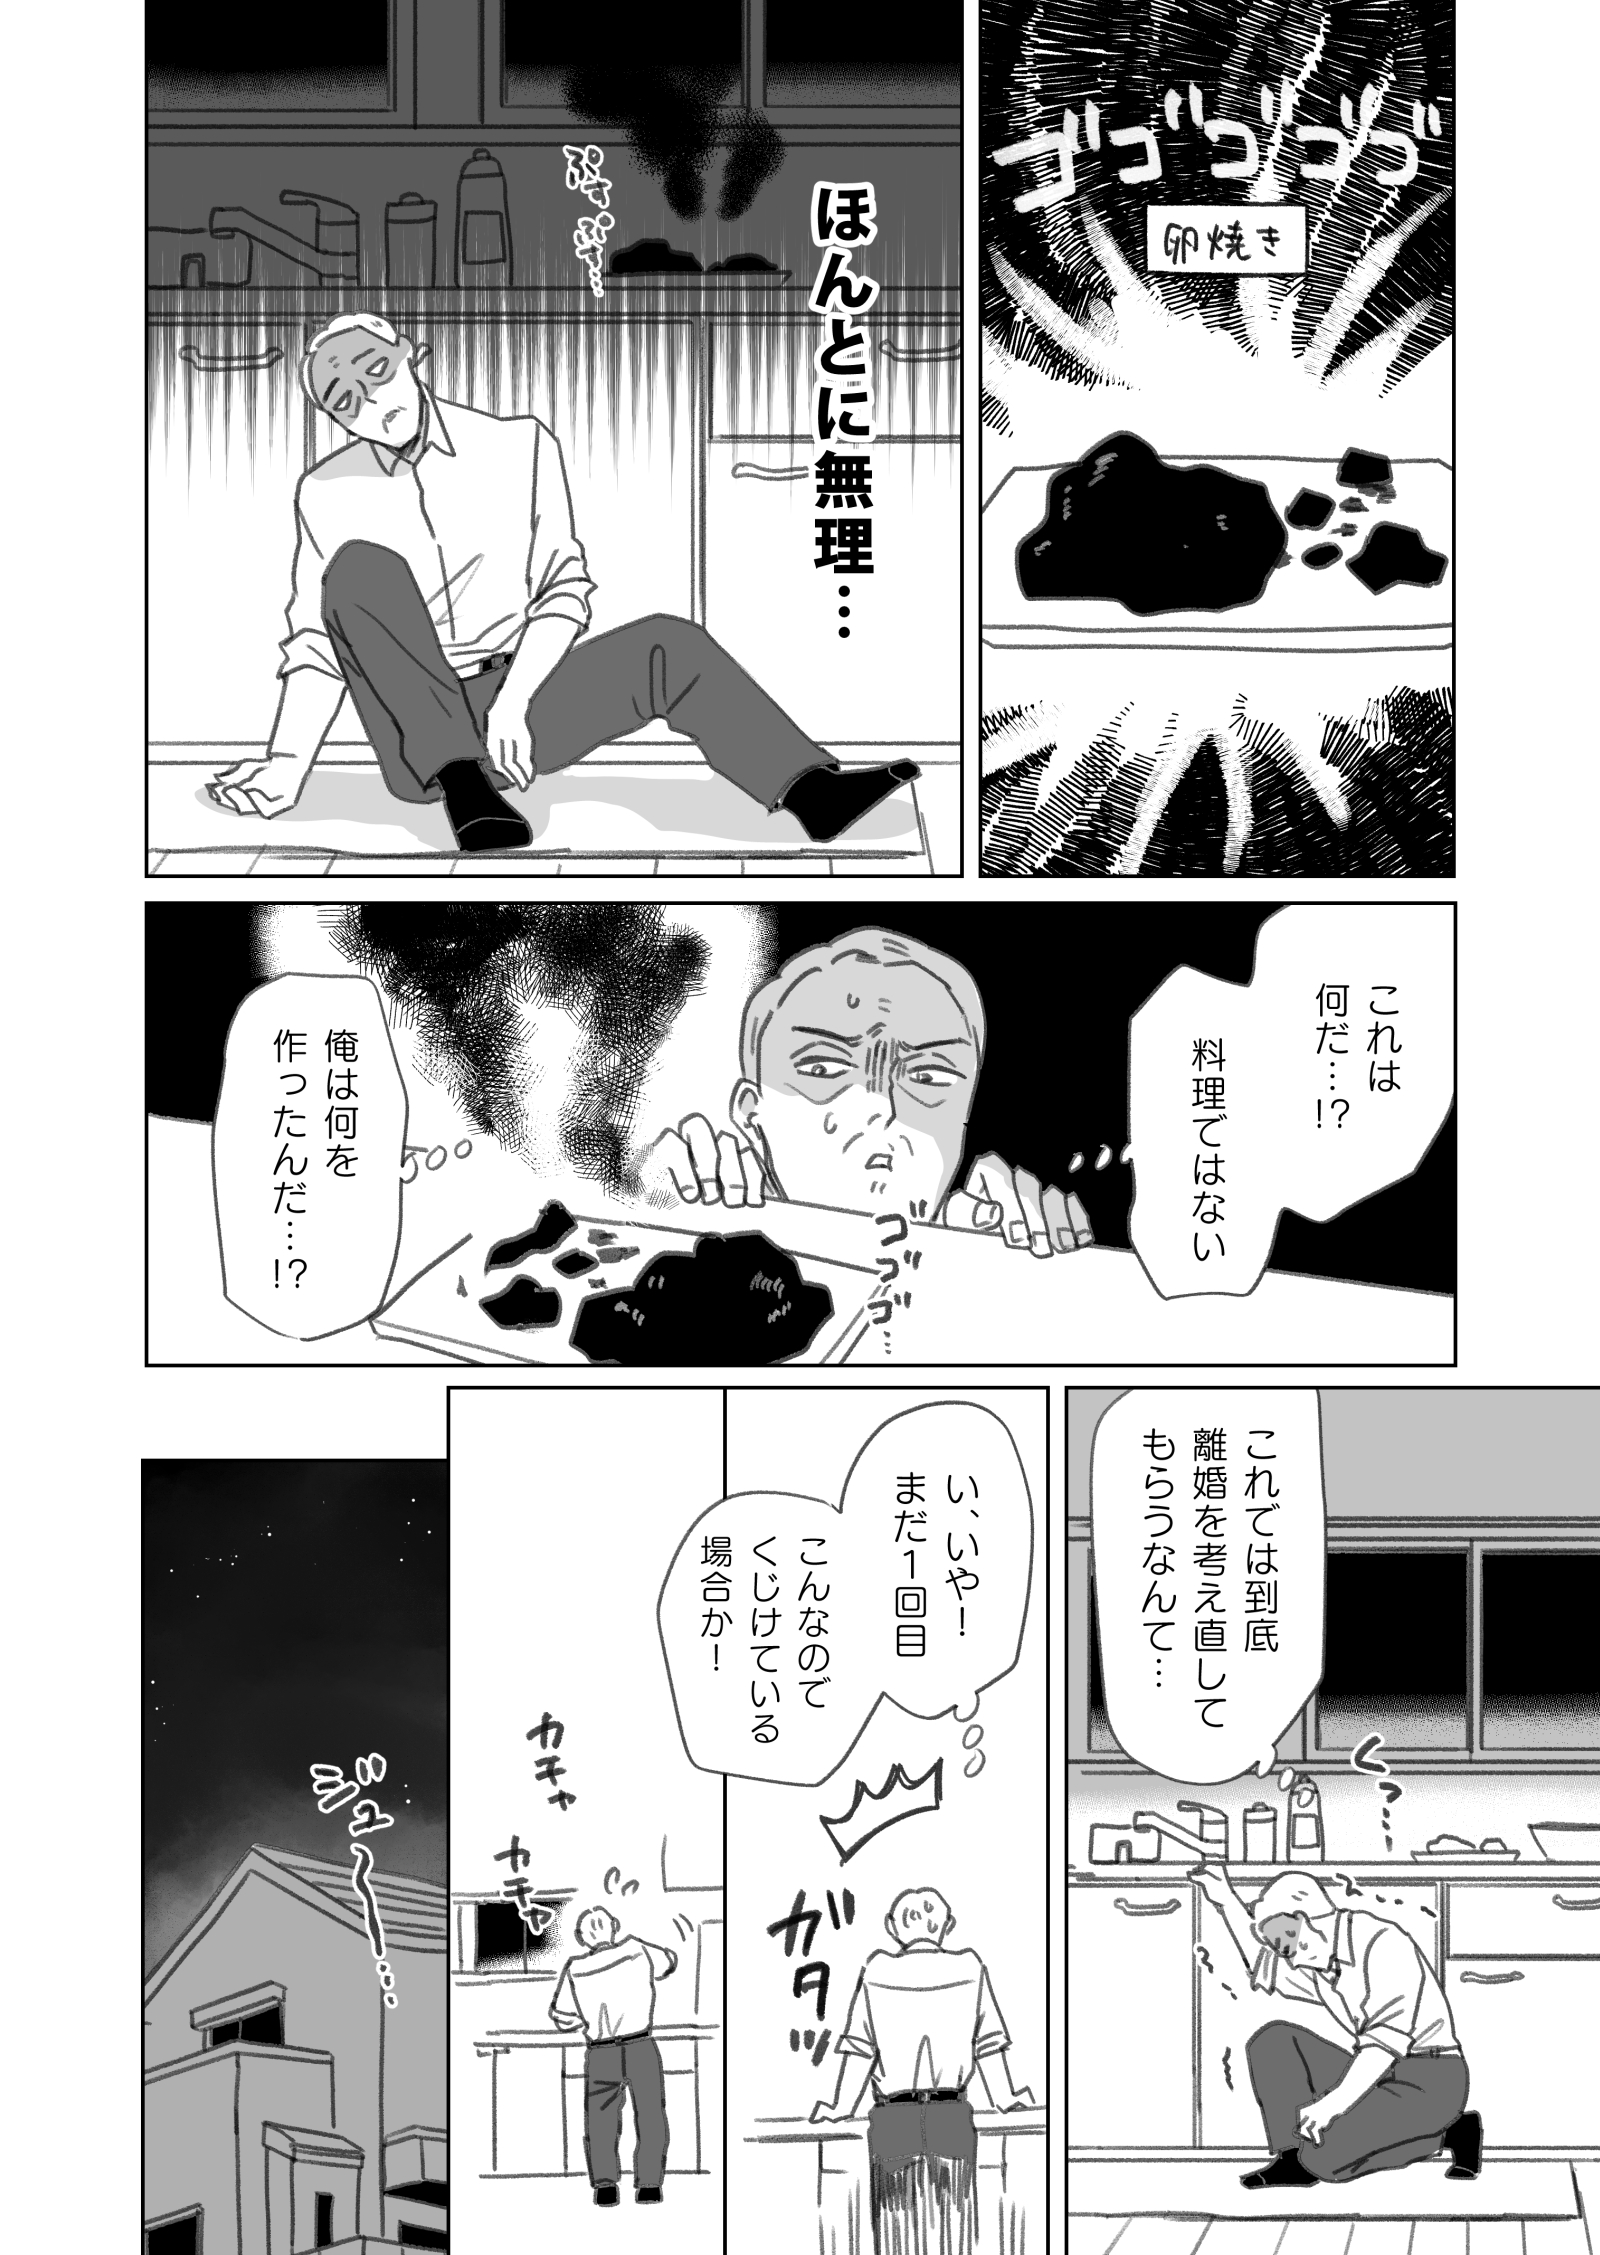 ゴゴゴゴゴ
卵焼き
ほんとに無理…
ぷす
ぷす…
これは
何だ…!?
料理ではない
ゴゴゴ…
俺は何を
作ったんだ…!?
これでは到底
離婚を考え直して
もらうなんて…
くっ…
い、いや！
まだ１回目
こんなので
くじけている
場合か！
ガタッ
カチャ
カチャ
ジュ〜…